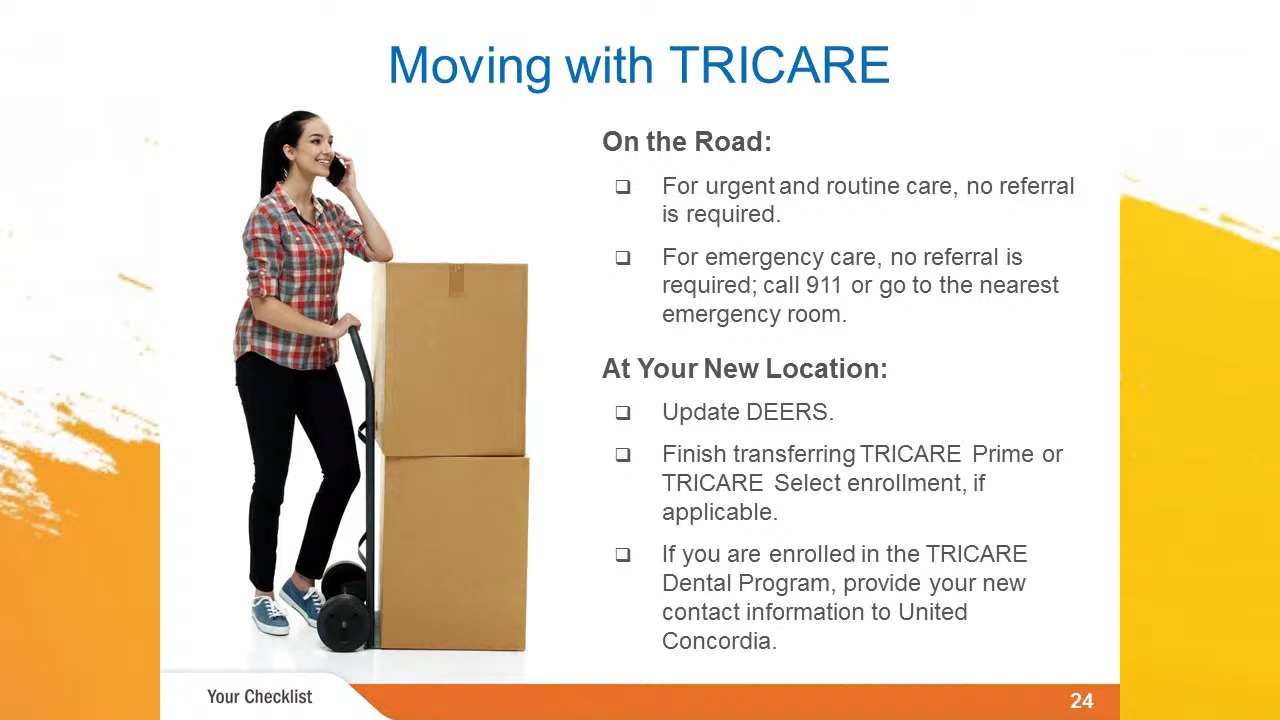 Moving with TRICARE
On the Road:
❑ For urgent and routine care, no referral
is required.
❑ For emergency care, no referral is
required; call 911 or go to the nearest
emergency room.
At Your New Location:
❑ Update DEERS.
❑ Finish transferring TRICARE Prime or
TRICARE Select enrollment, if
applicable.
❑ If you are enrolled in the TRICARE
Dental Program, provide your new
contact information to United
Concordia.
Your Checklist
24